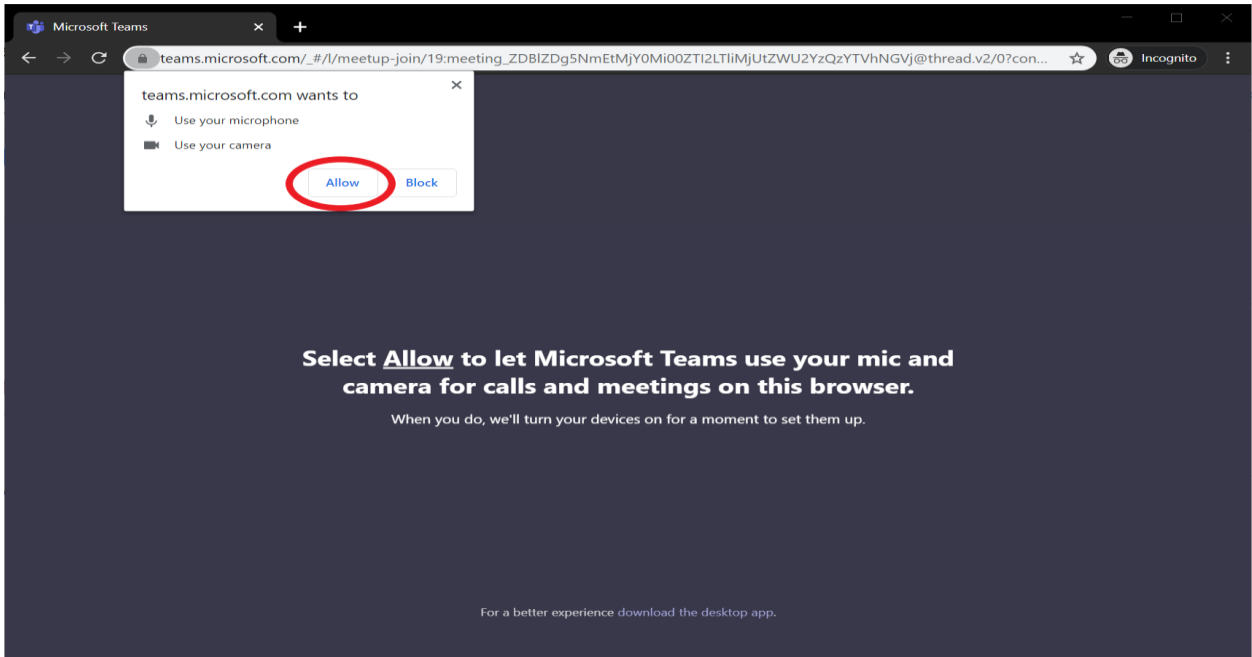 Microsoft Teams
teams.microsoft.com/_#/l/meetup-join/19:meeting_ZDBlZDg5NmEtMjY0Mi00ZTI2LTliMjUtZWU2YzQzYTVhNGVj@thread.v2/0?con...
Incognito
teams.microsoft.com wants to
Use your microphone
Use your camera
Allow Block
Select Allow to let Microsoft Teams use your mic and
camera for calls and meetings on this browser.
When you do, we'll turn your devices on for a moment to set them up.
For a better experience download the desktop app.